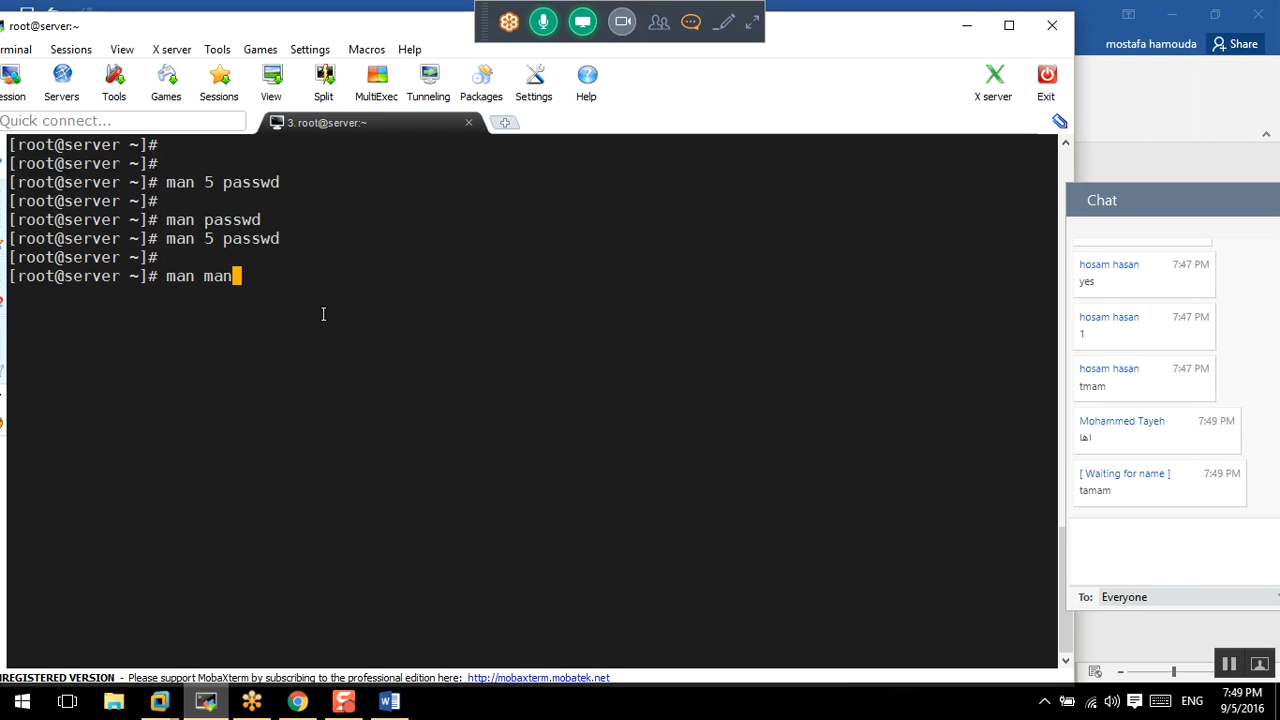 root@server:~
rminal Sessions View X server Tools Games Settings Macros Help
ession Servers Tools Games Sessions View Split MultiExec Tunneling Packages Settings Help X server Exit
Quick connect...
3. root@server:~
[root@server ~]#
[root@server ~]#
[root@server ~]# man 5 passwd
[root@server ~]#
[root@server ~]# man passwd
[root@server ~]# man 5 passwd
[root@server ~]#
[root@server ~]# man man
mostafa hamouda Share
Chat
hosam hasan 7:47 PM
yes
hosam hasan 7:47 PM
1
hosam hasan 7:47 PM
tmam
Mohammed Tayeh 7:49 PM
اها
[ Waiting for name ] 7:49 PM
tamam
To: Everyone
NREGISTERED VERSION - Please support MobaXterm by subscribing to the professional edition here: http://mobaxterm.mobatek.net
ENG
7:49 PM
9/5/2016